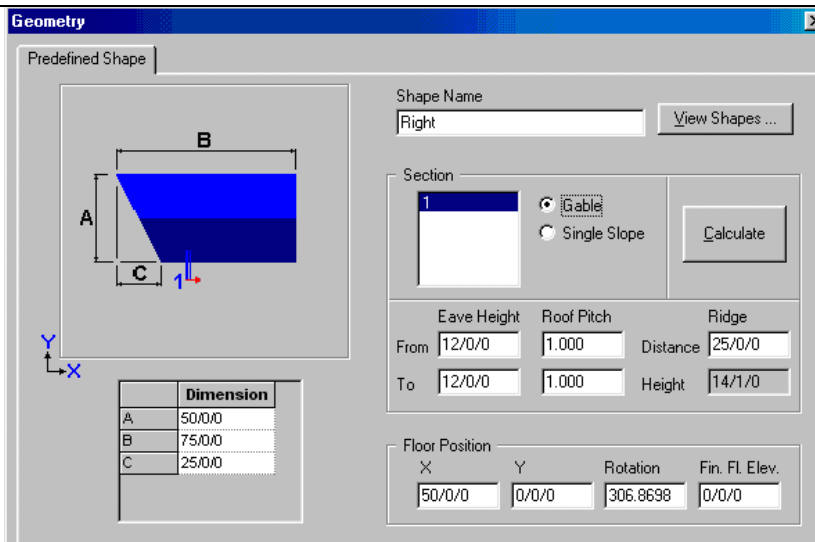 Geometry
Predefined Shape
B
A
C
1
Y
X
Dimension
A 50/0/0
B 75/0/0
C 25/0/0
Shape Name
Right
View Shapes ...
Section
1
Gable
Single Slope
Calculate
Eave Height Roof Pitch Ridge
From 12/0/0 1.000 Distance 25/0/0
To 12/0/0 1.000 Height 14/1/0
Floor Position
X Y Rotation Fin. Fl. Elev.
50/0/0 0/0/0 306.8698 0/0/0